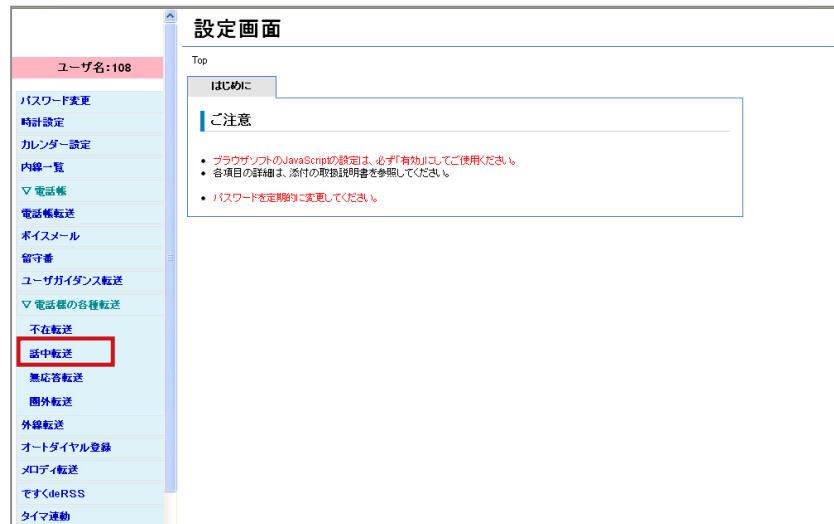 設定画面
Top
ユーザ名:108
はじめに
ご注意
• ブラウザソフトのJavaScriptの設定は、必ず「有効」にしてご使用ください。
• 各項目の詳細は、添付の取扱説明書を参照してください。
• パスワードを定期的に変更してください。
パスワード変更
時計設定
カレンダー設定
内線一覧
▽ 電話帳
電話帳転送
ボイスメール
留守番
ユーザガイダンス転送
▽ 電話機の各種転送
不在転送
話中転送
無応答転送
圏外転送
外線転送
オートダイヤル登録
メロディ転送
ですくdeRSS
タイマ連動